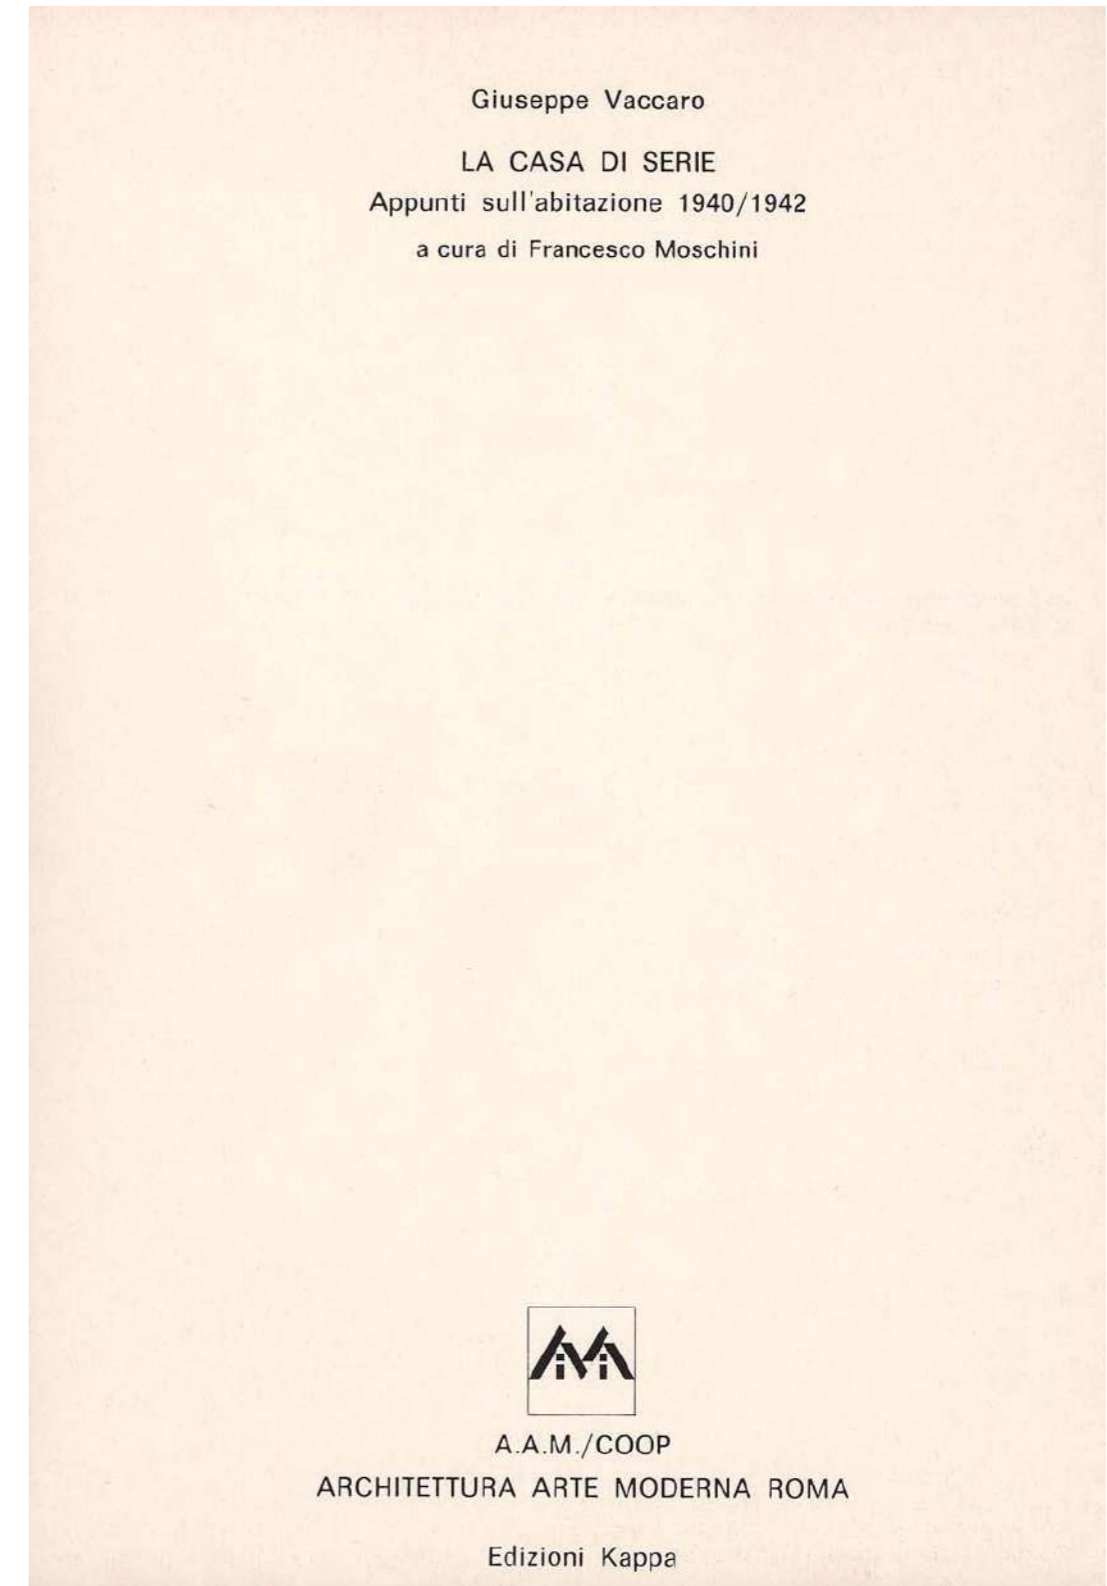 Giuseppe Vaccaro
LA CASA DI SERIE
Appunti sull'abitazione 1940/1942
a cura di Francesco Moschini
A.A.M./COOP
ARCHITETTURA ARTE MODERNA ROMA
Edizioni Kappa